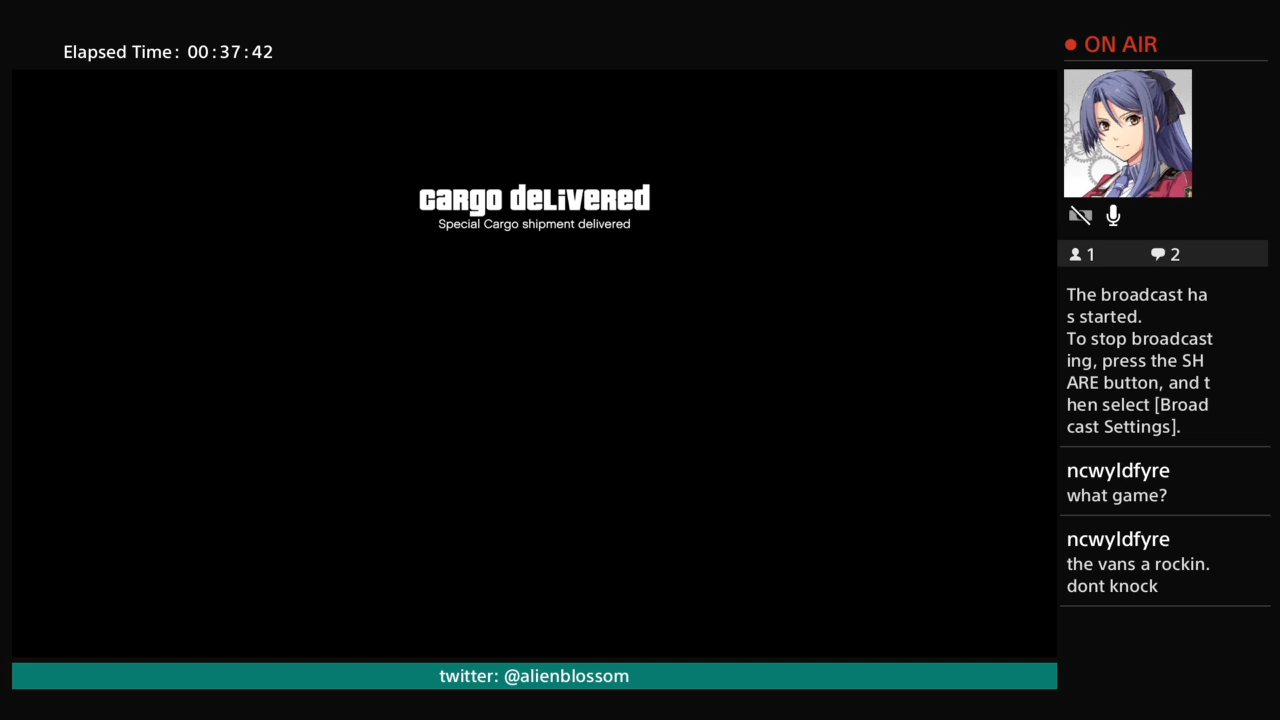 Elapsed Time: 00:37:42
ON AIR
cargo delivered
Special Cargo shipment delivered
1
2
The broadcast ha
s started.
To stop broadcast
ing, press the SH
ARE button, and t
hen select [Broad
cast Settings].
ncwyldfyre
what game?
ncwyldfyre
the vans a rockin.
dont knock
twitter: @alienblossom